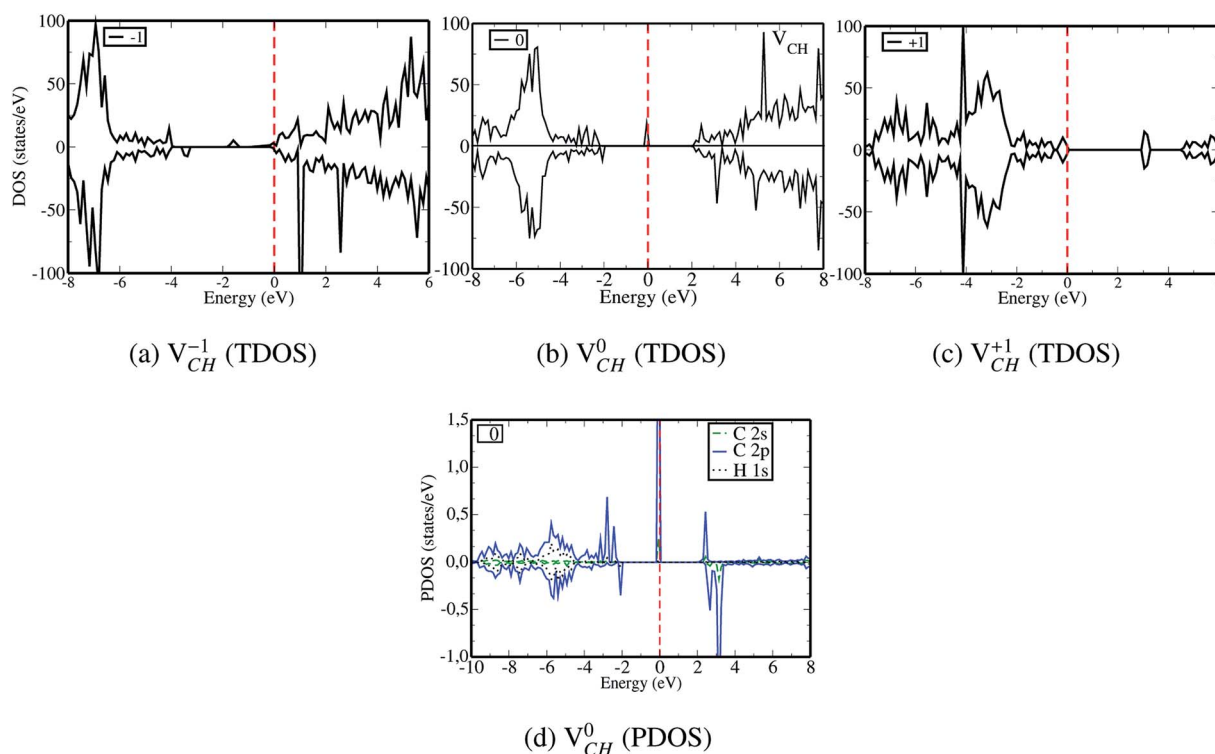 -1
DOS (states/eV)
100
50
0
-50
-100
-8 -6 -4 -2 0 2 4 6
Energy (eV)
(a) V_{CH}^{-1} (TDOS)
0
V_{CH}
100
50
0
-50
-100
-8 -6 -4 -2 0 2 4 6 8
Energy (eV)
(b) V_{CH}^{0} (TDOS)
+1
100
50
0
-50
-100
-8 -6 -4 -2 0 2 4
Energy (eV)
(c) V_{CH}^{+1} (TDOS)
0
C 2s
C 2p
H 1s
PDOS (states/eV)
1,5
1,0
0,5
0,0
-0,5
-1,0
-10 -8 -6 -4 -2 0 2 4 6 8
Energy (eV)
(d) V_{CH}^{0} (PDOS)